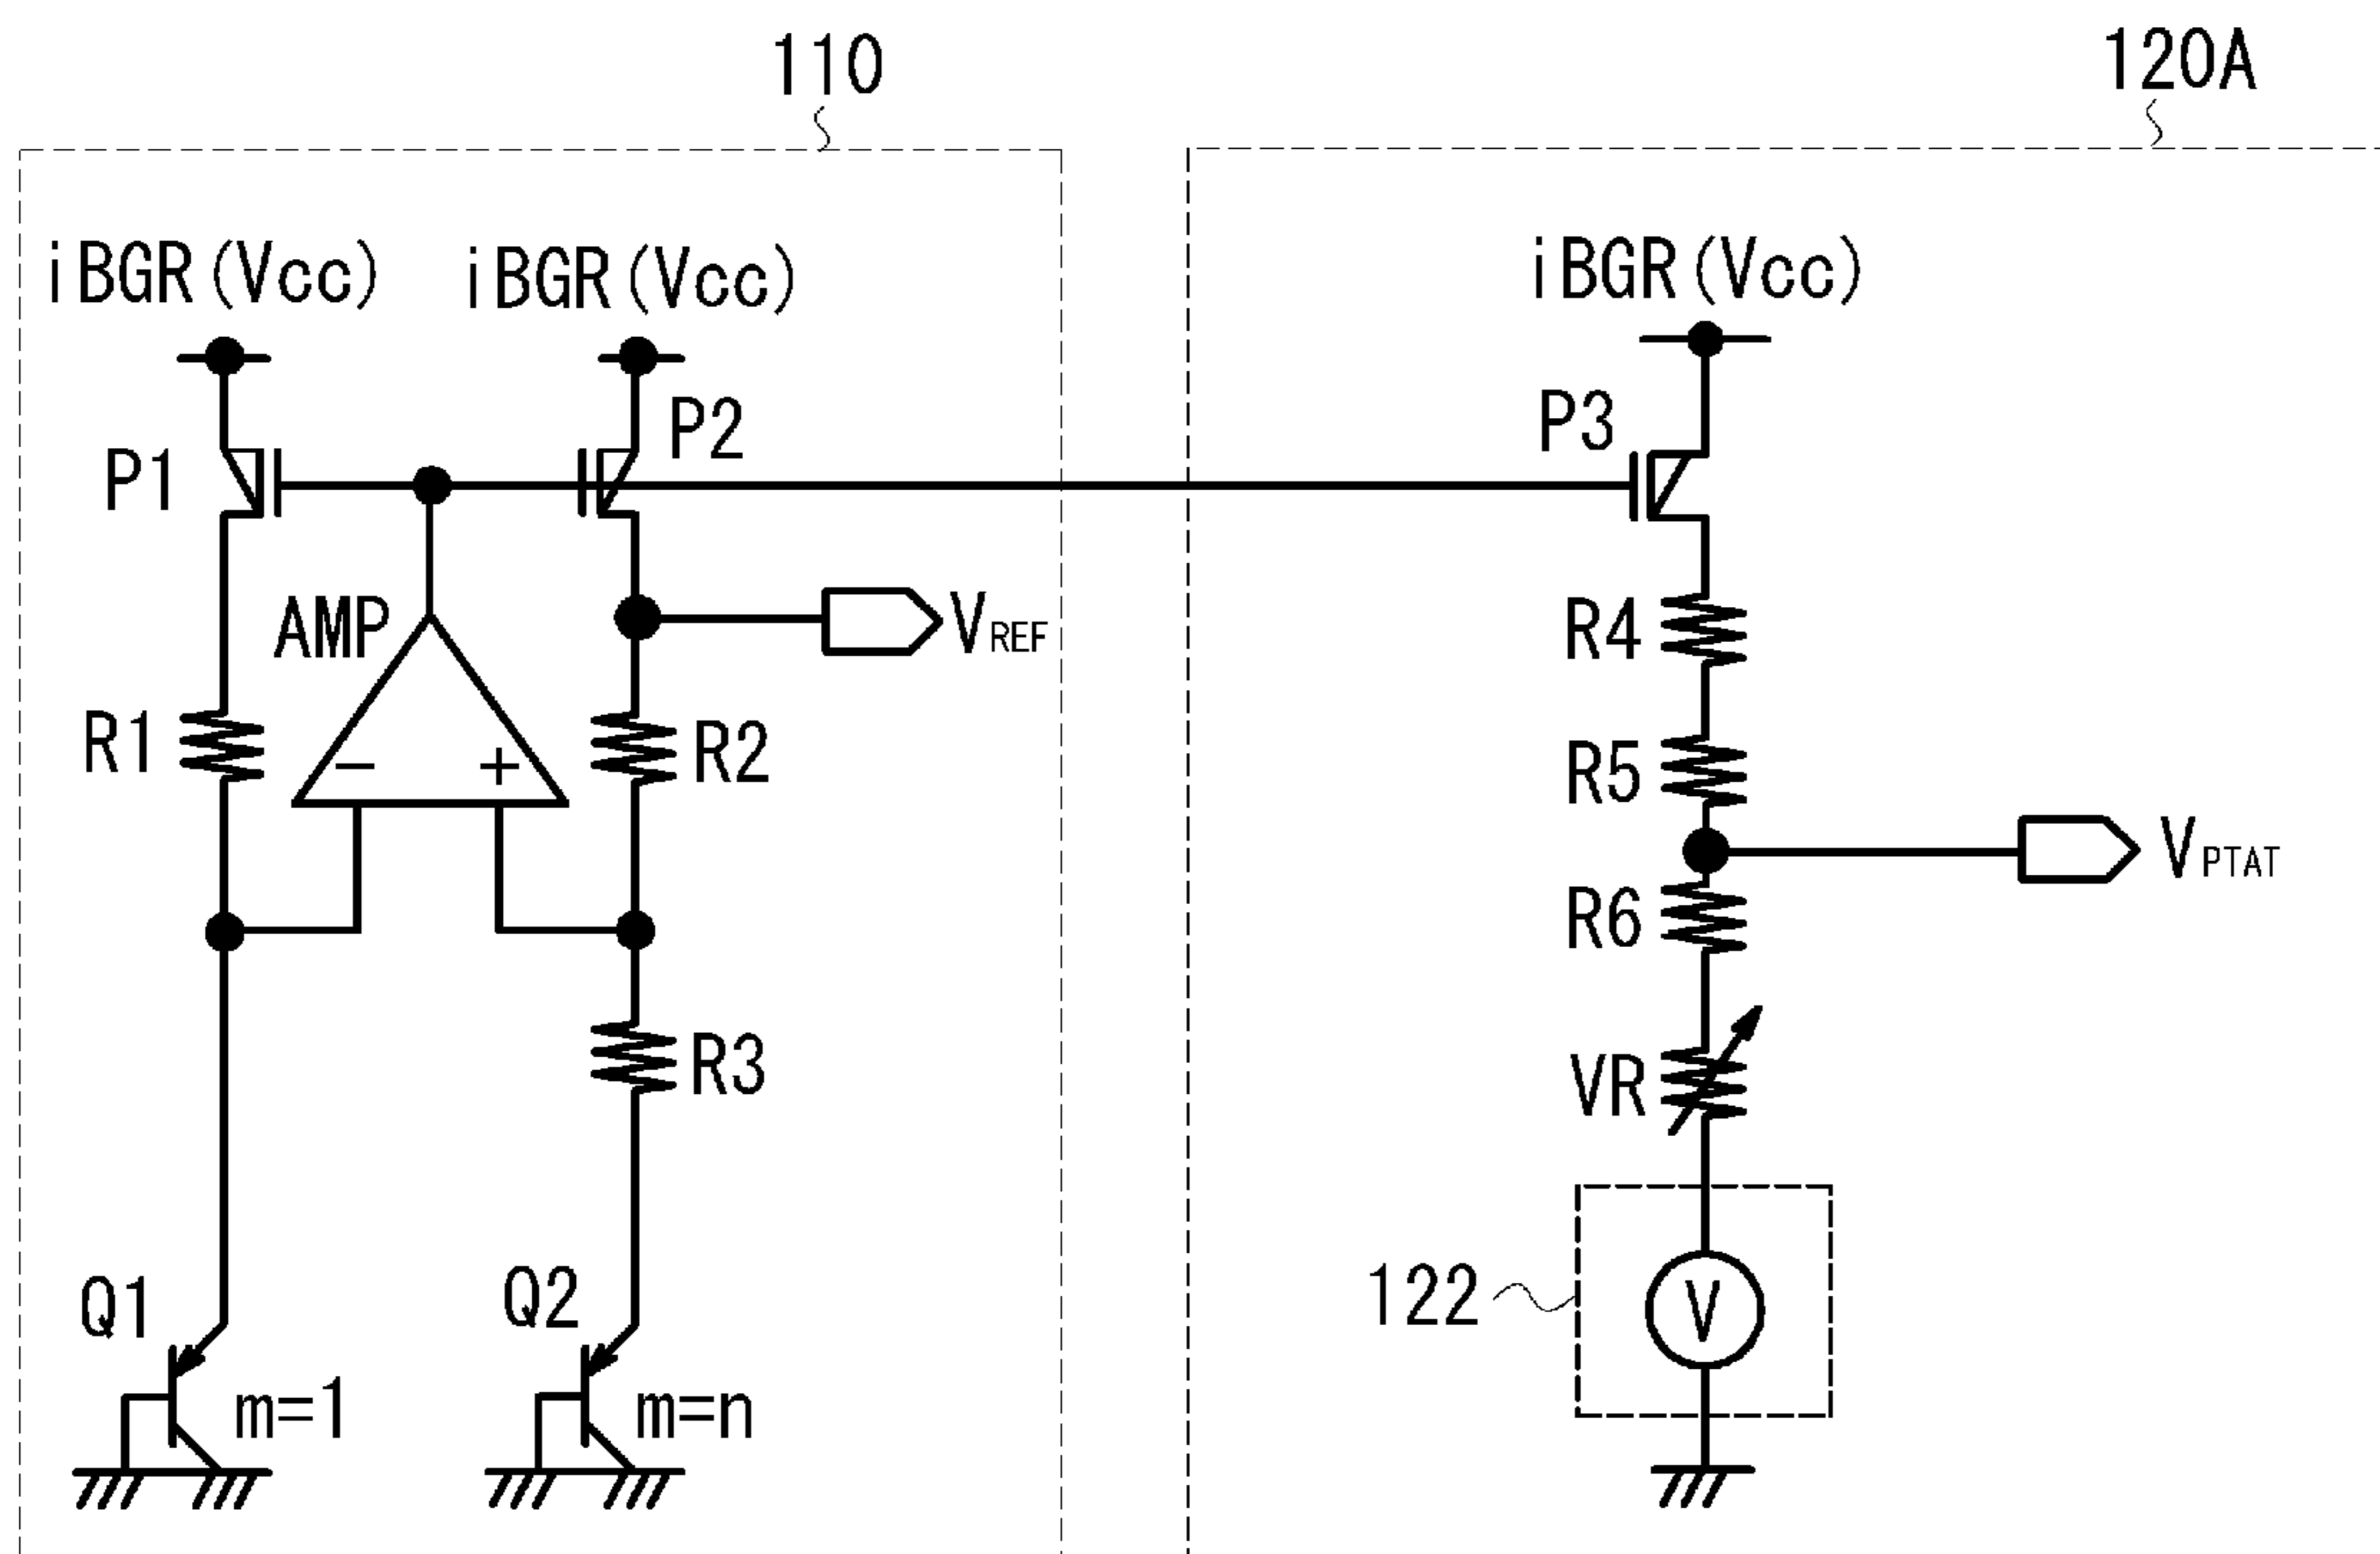 110
120A
iBGR(Vcc)
iBGR(Vcc)
iBGR(Vcc)
P1
P2
P3
AMP
VREF
R4
R1
−
+
R2
R5
VPTAT
R6
R3
VR
Q1
Q2
122
V
m=1
m=n